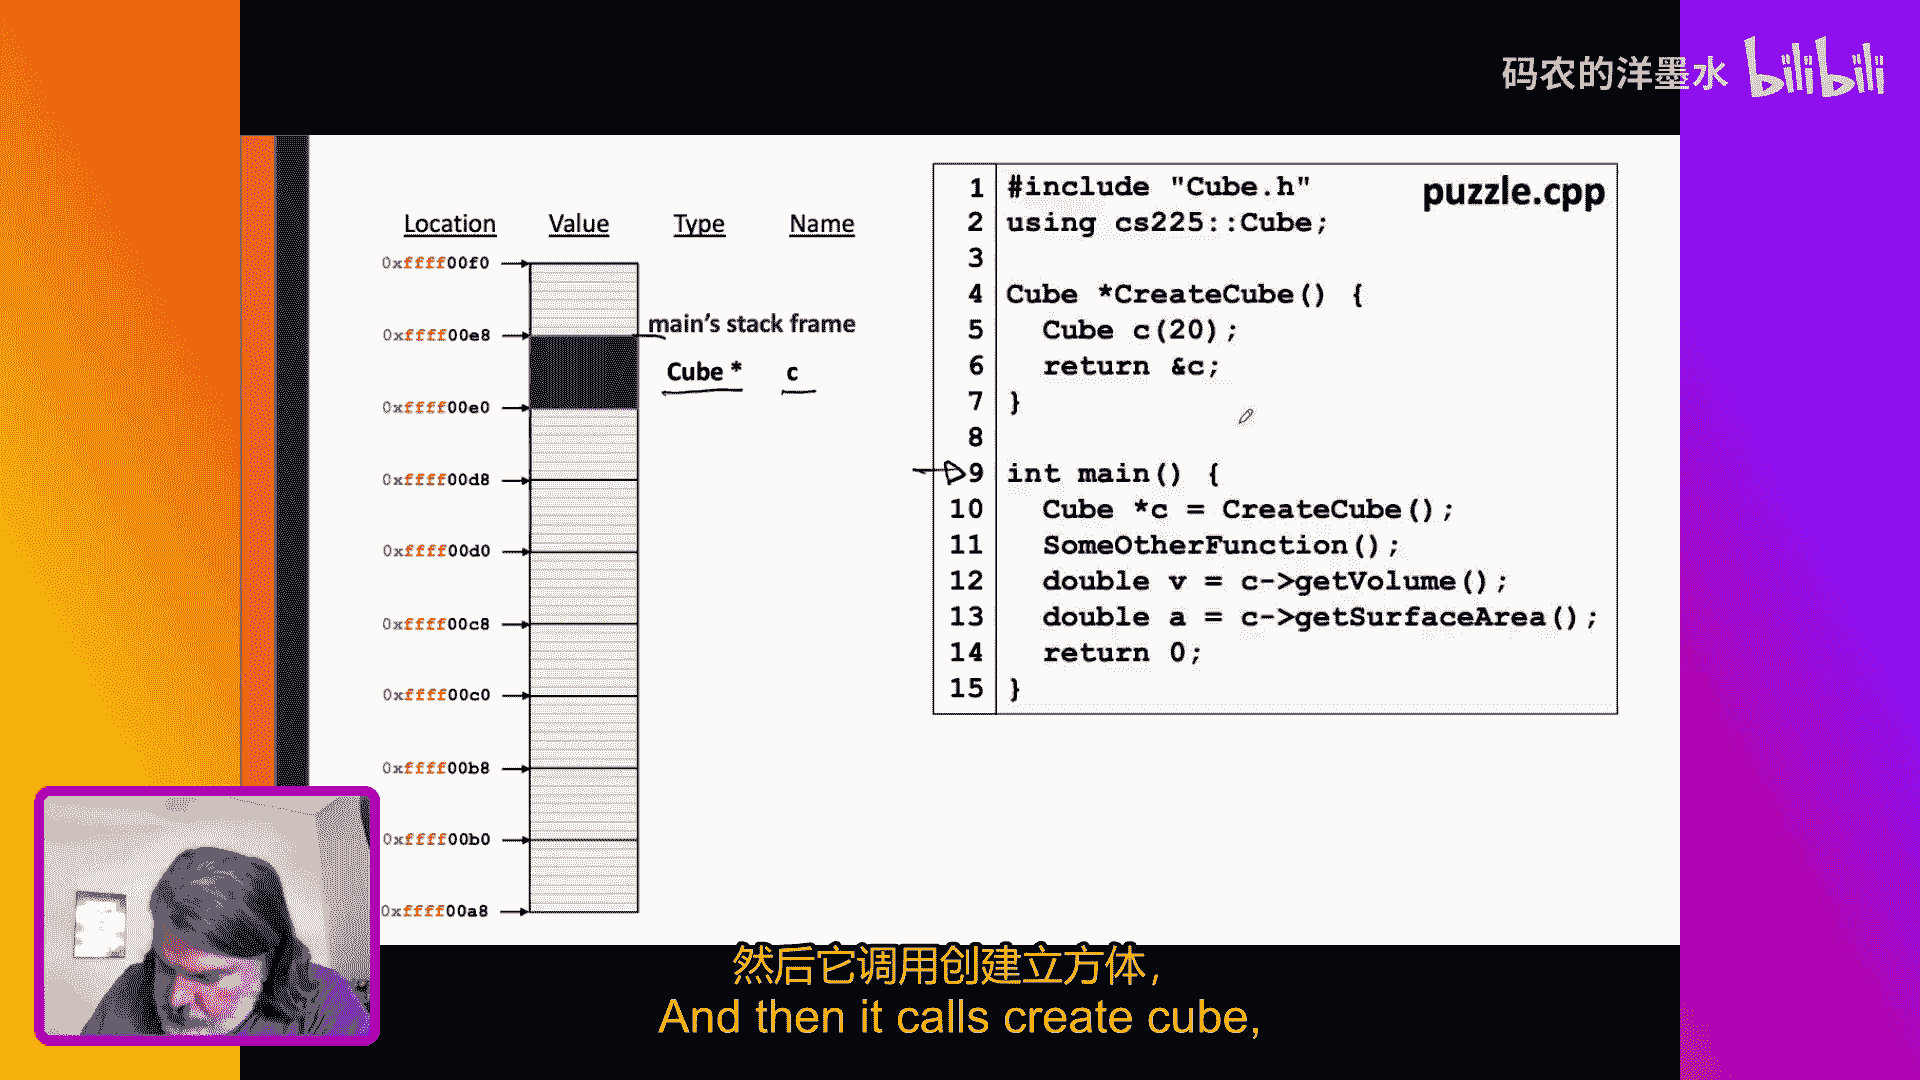 码农的洋墨水 bilibili
Location Value Type Name
0xffff00f0
main's stack frame
0xffff00e8
Cube * c
0xffff00e0
0xffff00d8
0xffff00d0
0xffff00c8
0xffff00c0
0xffff00b8
0xffff00b0
0xffff00a8
puzzle.cpp
1 #include "Cube.h"
2 using cs225::Cube;
3
4 Cube *CreateCube() {
5 Cube c(20);
6 return &c;
7 }
8
9 int main() {
10 Cube *c = CreateCube();
11 SomeOtherFunction();
12 double v = c->getVolume();
13 double a = c->getSurfaceArea();
14 return 0;
15 }
然后它调用创建立方体，
And then it calls create cube,